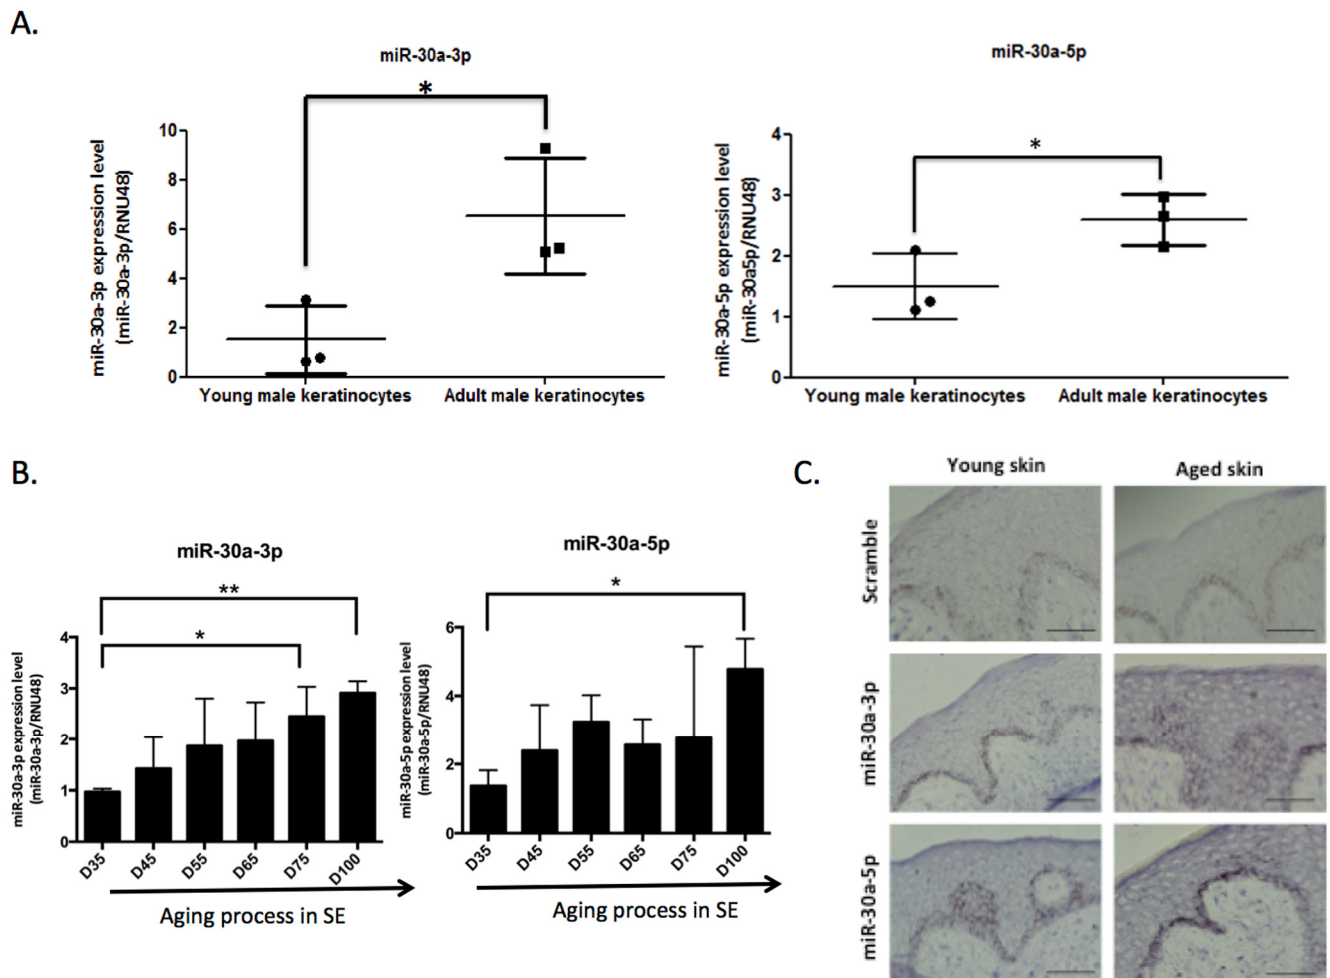 A.
miR-30a-3p
*
miR-30a-3p expression level
(miR-30a-3p/RNU48)
10
8
6
4
2
0
Young male keratinocytes
Adult male keratinocytes
miR-30a-5p
*
miR-30a-5p expression level
(miR-30a5p/RNU48)
4
3
2
1
0
Young male keratinocytes
Adult male keratinocytes
B.
miR-30a-3p
**
*
miR-30a-3p expression level
(miR-30a-3p/RNU48)
4
3
2
1
0
D35
D45
D55
D65
D75
D100
Aging process in SE
miR-30a-5p
*
miR-30a-5p expression level
(miR-30a-5p/RNU48)
6
4
2
0
D35
D45
D55
D65
D75
D100
Aging process in SE
C.
Young skin
Aged skin
Scramble
miR-30a-3p
miR-30a-5p